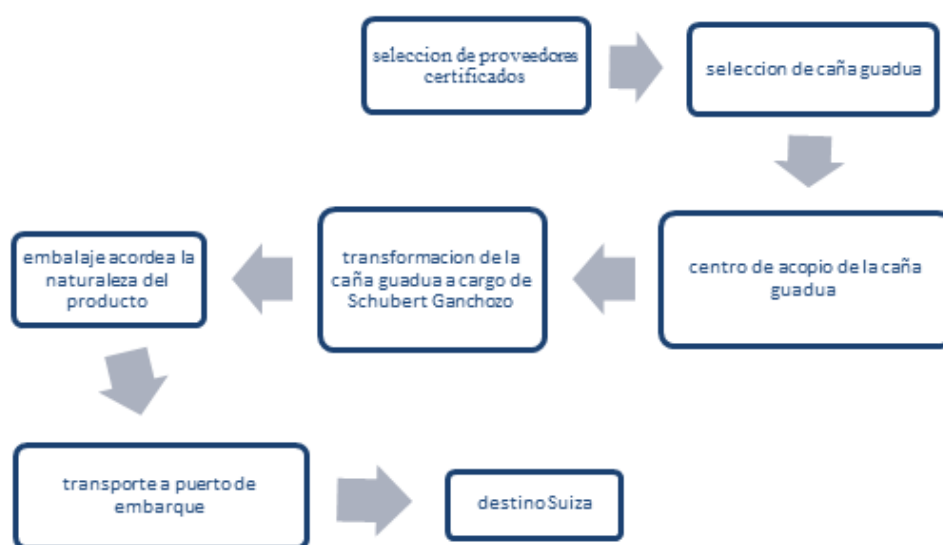 seleccion de proveedores
certificados
seleccion de caña guadua
centro de acopio de la caña
guadua
transformacion de la
caña guadua a cargo de
Schubert Ganchozo
embalaje acorde a la
naturaleza del
producto
transporte a puerto de
embarque
destino Suiza